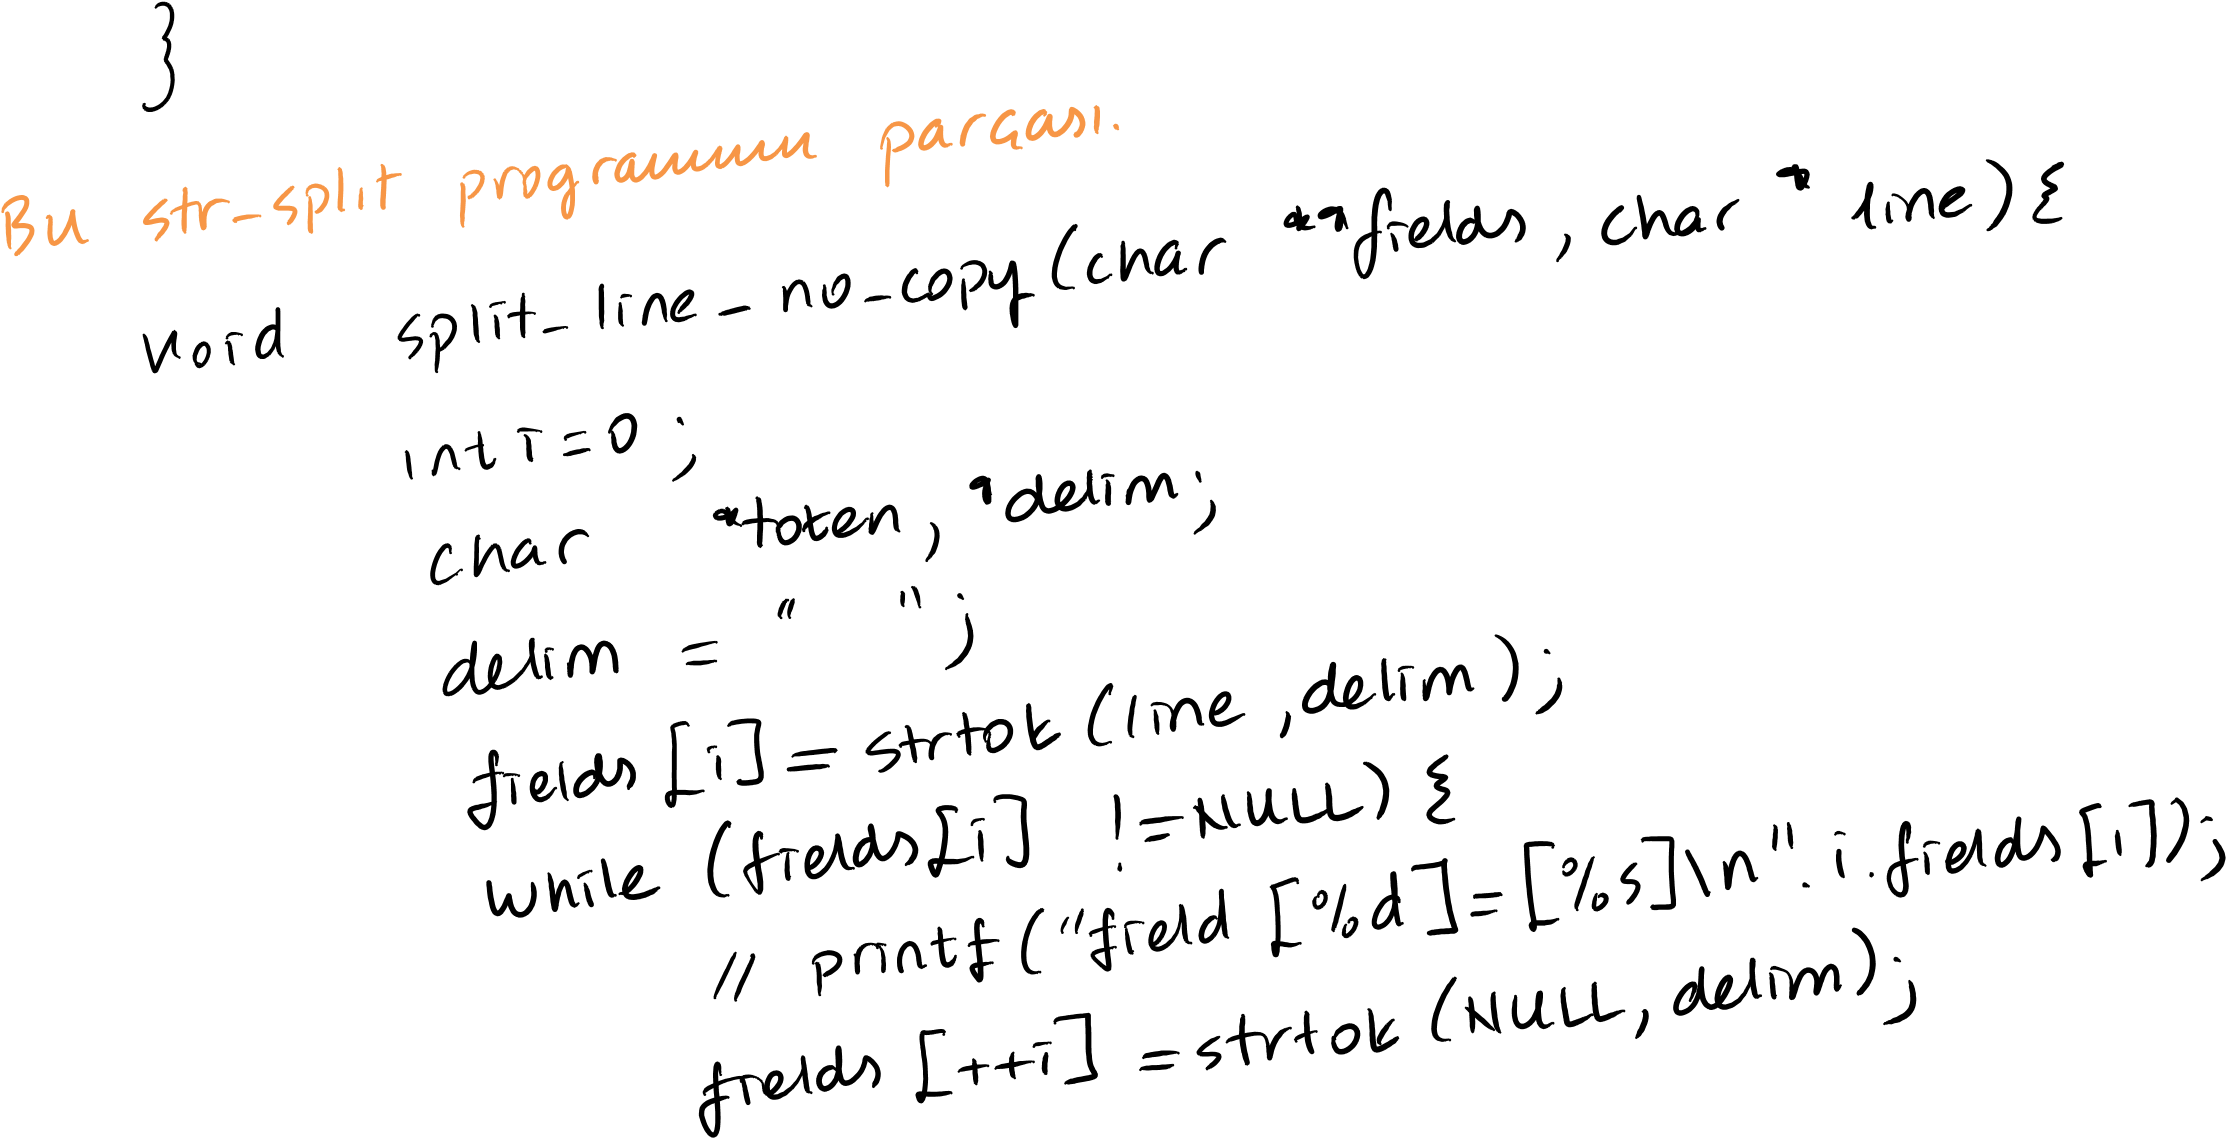 }
Bu str_split programının parçası.
void split_line_no_copy(char **fields, char * line){
int i=0;
char *token, *delim;
delim = " ";
fields[i]= strtok(line,delim);
while (fields[i] !=NULL) {
// printf("field [%d]=[%s]\n". i. fields[i]);
fields [++i] = strtok (NULL, delim);